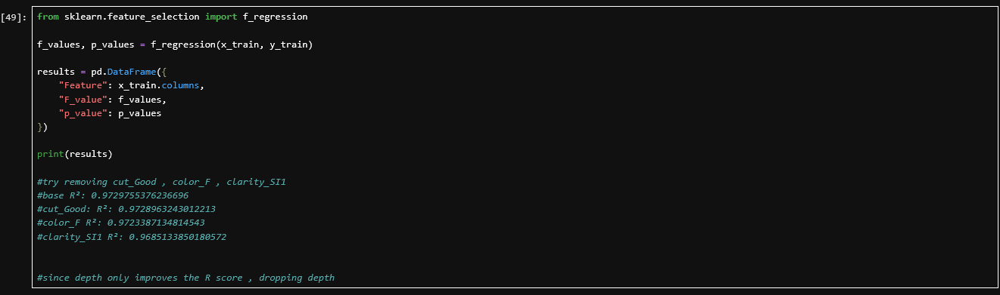 [49]: from sklearn.feature_selection import f_regression
f_values, p_values = f_regression(x_train, y_train)
results = pd.DataFrame({
    "Feature": x_train.columns,
    "F_value": f_values,
    "p_value": p_values
})
print(results)
#try removing cut_Good , color_F , clarity_SI1
#base R²: 0.9729755376236696
#cut_Good: R²: 0.9728963243012213
#color_F R²: 0.9723387134814543
#clarity_SI1 R²: 0.9685133850180572
#since depth only improves the R score , dropping depth